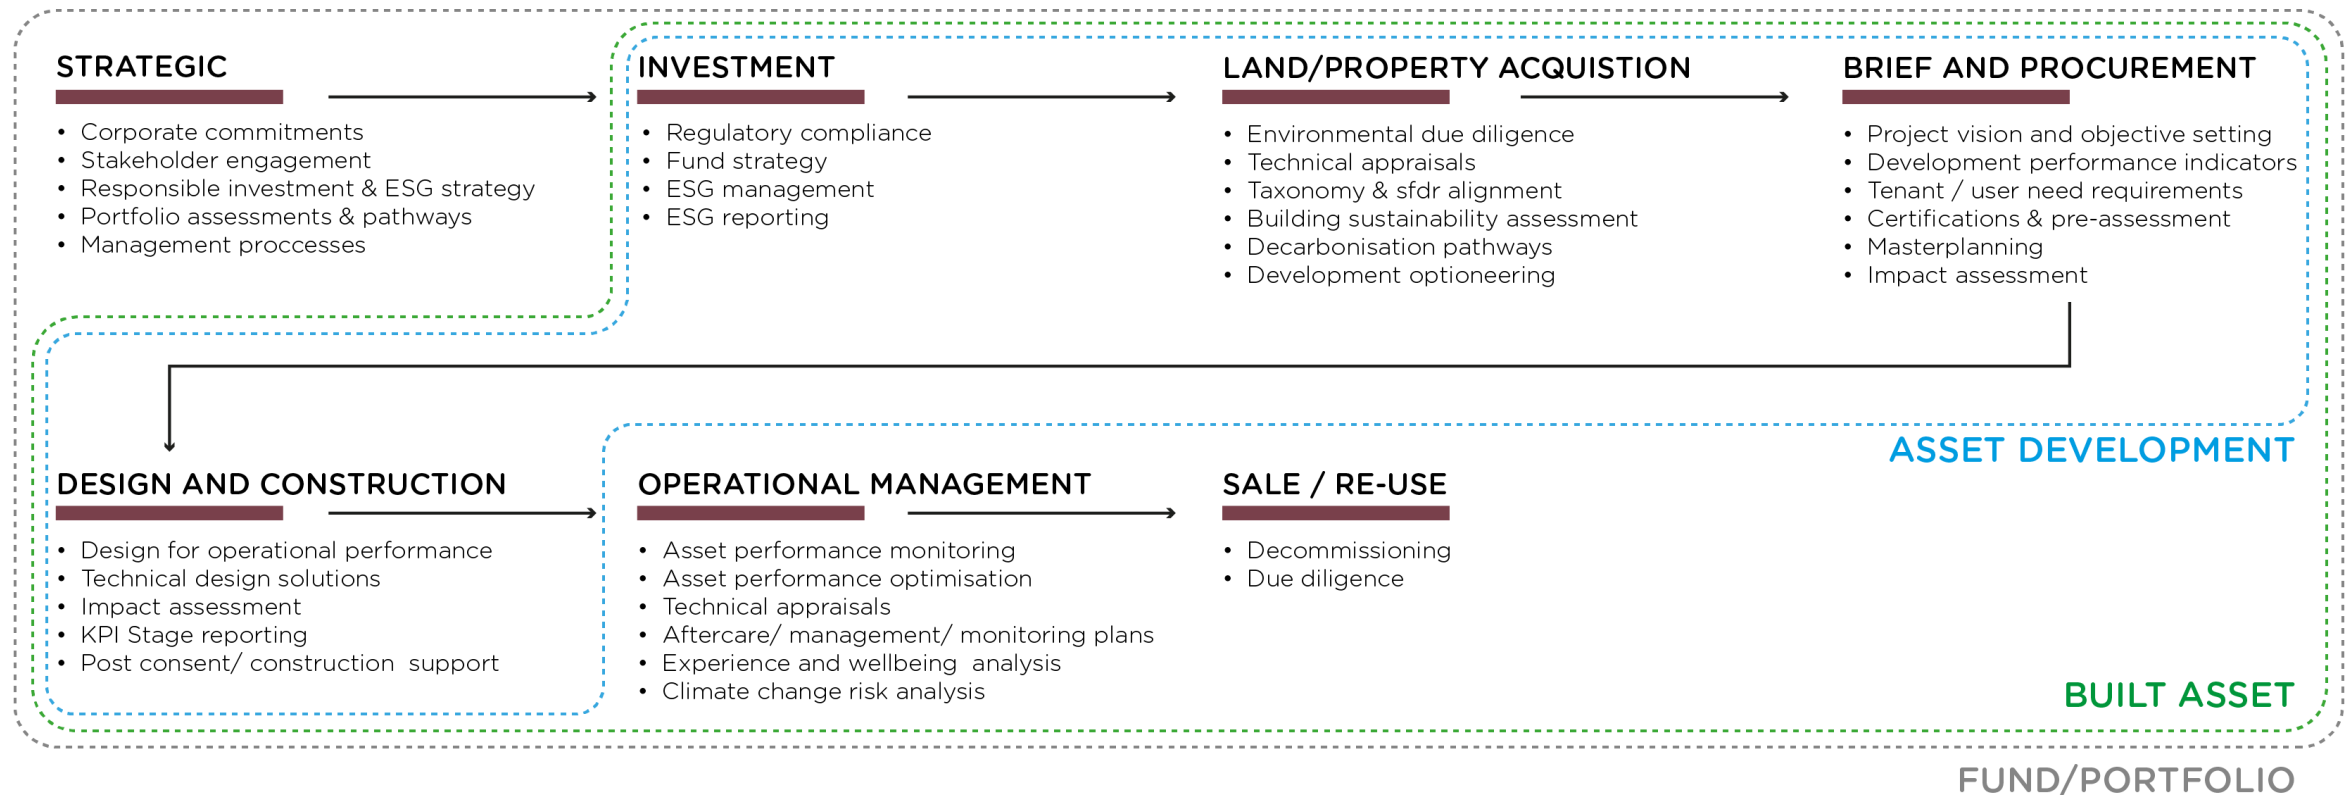 STRATEGIC
• Corporate commitments
• Stakeholder engagement
• Responsible investment & ESG strategy
• Portfolio assessments & pathways
• Management proccesses
INVESTMENT
• Regulatory compliance
• Fund strategy
• ESG management
• ESG reporting
LAND/PROPERTY ACQUISTION
• Environmental due diligence
• Technical appraisals
• Taxonomy & sfdr alignment
• Building sustainability assessment
• Decarbonisation pathways
• Development optioneering
BRIEF AND PROCUREMENT
• Project vision and objective setting
• Development performance indicators
• Tenant / user need requirements
• Certifications & pre-assessment
• Masterplanning
• Impact assessment
ASSET DEVELOPMENT
DESIGN AND CONSTRUCTION
• Design for operational performance
• Technical design solutions
• Impact assessment
• KPI Stage reporting
• Post consent/ construction  support
OPERATIONAL MANAGEMENT
• Asset performance monitoring
• Asset performance optimisation
• Technical appraisals
• Aftercare/ management/ monitoring plans
• Experience and wellbeing  analysis
• Climate change risk analysis
SALE / RE-USE
• Decommissioning
• Due diligence
BUILT ASSET
FUND/PORTFOLIO